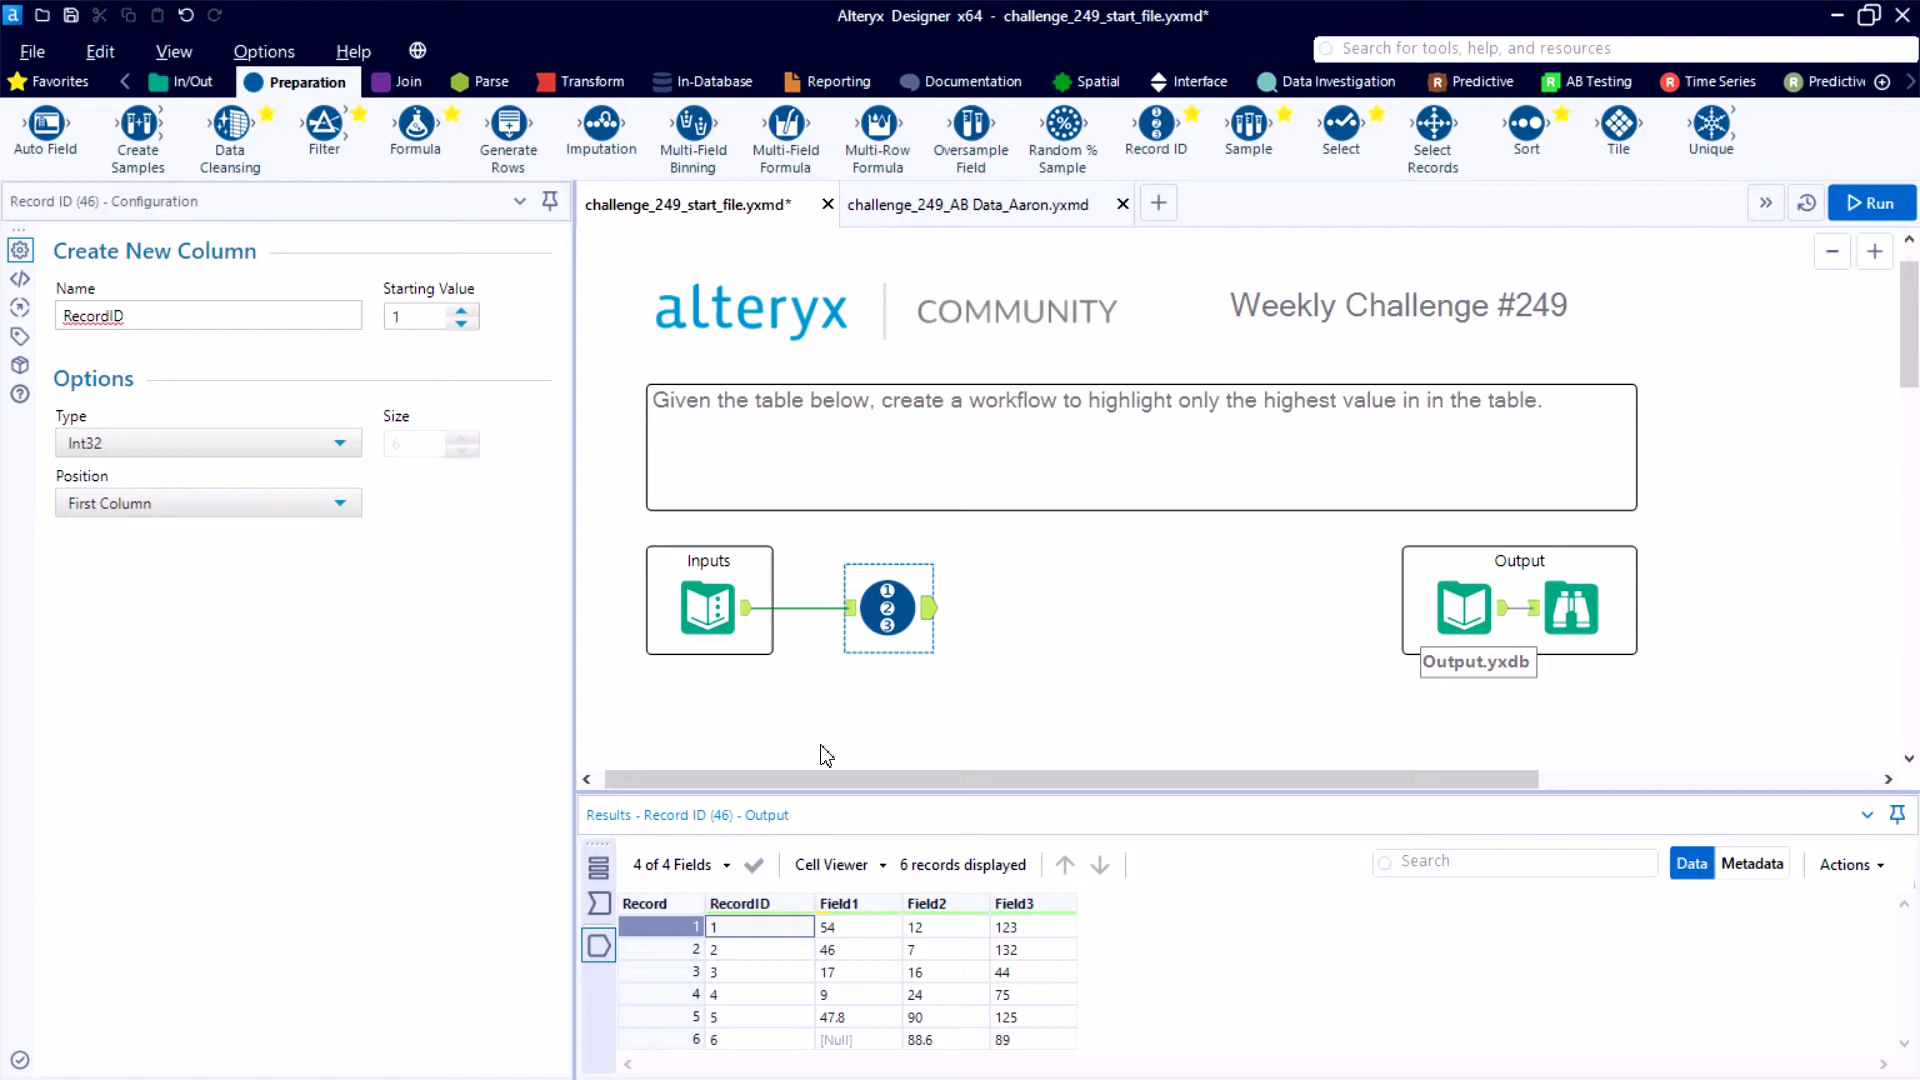 Alteryx Designer x64 - challenge_249_start_file.yxmd*
File Edit View Options Help
Search for tools, help, and resources
Favorites In/Out Preparation Join Parse Transform In-Database Reporting Documentation Spatial Interface Data Investigation Predictive AB Testing Time Series Predictiv
Auto Field
Create Samples
Data Cleansing
Filter
Formula
Generate Rows
Imputation
Multi-Field Binning
Multi-Field Formula
Multi-Row Formula
Oversample Field
Random % Sample
Record ID
Sample
Select
Select Records
Sort
Tile
Unique
Record ID (46) - Configuration
challenge_249_start_file.yxmd*
challenge_249_AB Data_Aaron.yxmd
Run
Create New Column
Name Starting Value
RecordID 1
Options
Type Size
Int32 6
Position
First Column
alteryx COMMUNITY Weekly Challenge #249
Given the table below, create a workflow to highlight only the highest value in in the table.
Inputs
1
2
3
Output
Output.yxdb
Results - Record ID (46) - Output
4 of 4 Fields Cell Viewer 6 records displayed Search Data Metadata Actions
Record RecordID Field1 Field2 Field3
1 1 54 12 123
2 2 46 7 132
3 3 17 16 44
4 4 9 24 75
5 5 47.8 90 125
6 6 [Null] 88.6 89